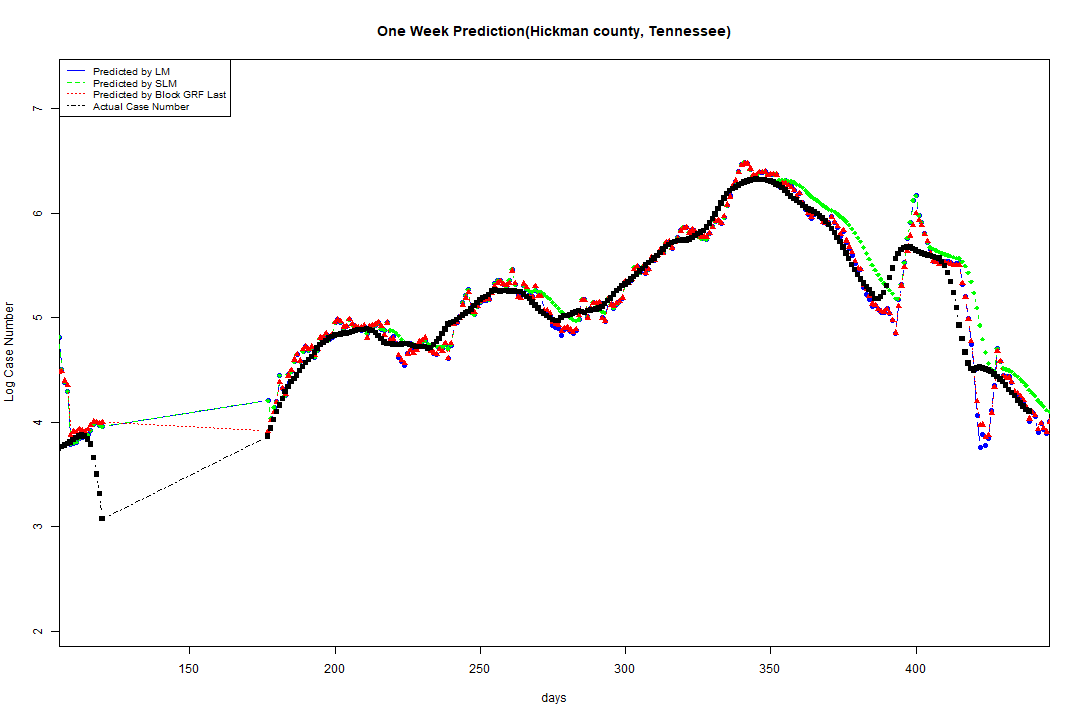 One Week Prediction(Hickman county, Tennessee)
Predicted by LM
Predicted by SLM
Predicted by Block GRF Last
Actual Case Number
Log Case Number
7
6
5
4
3
2
150 200 250 300 350 400
days